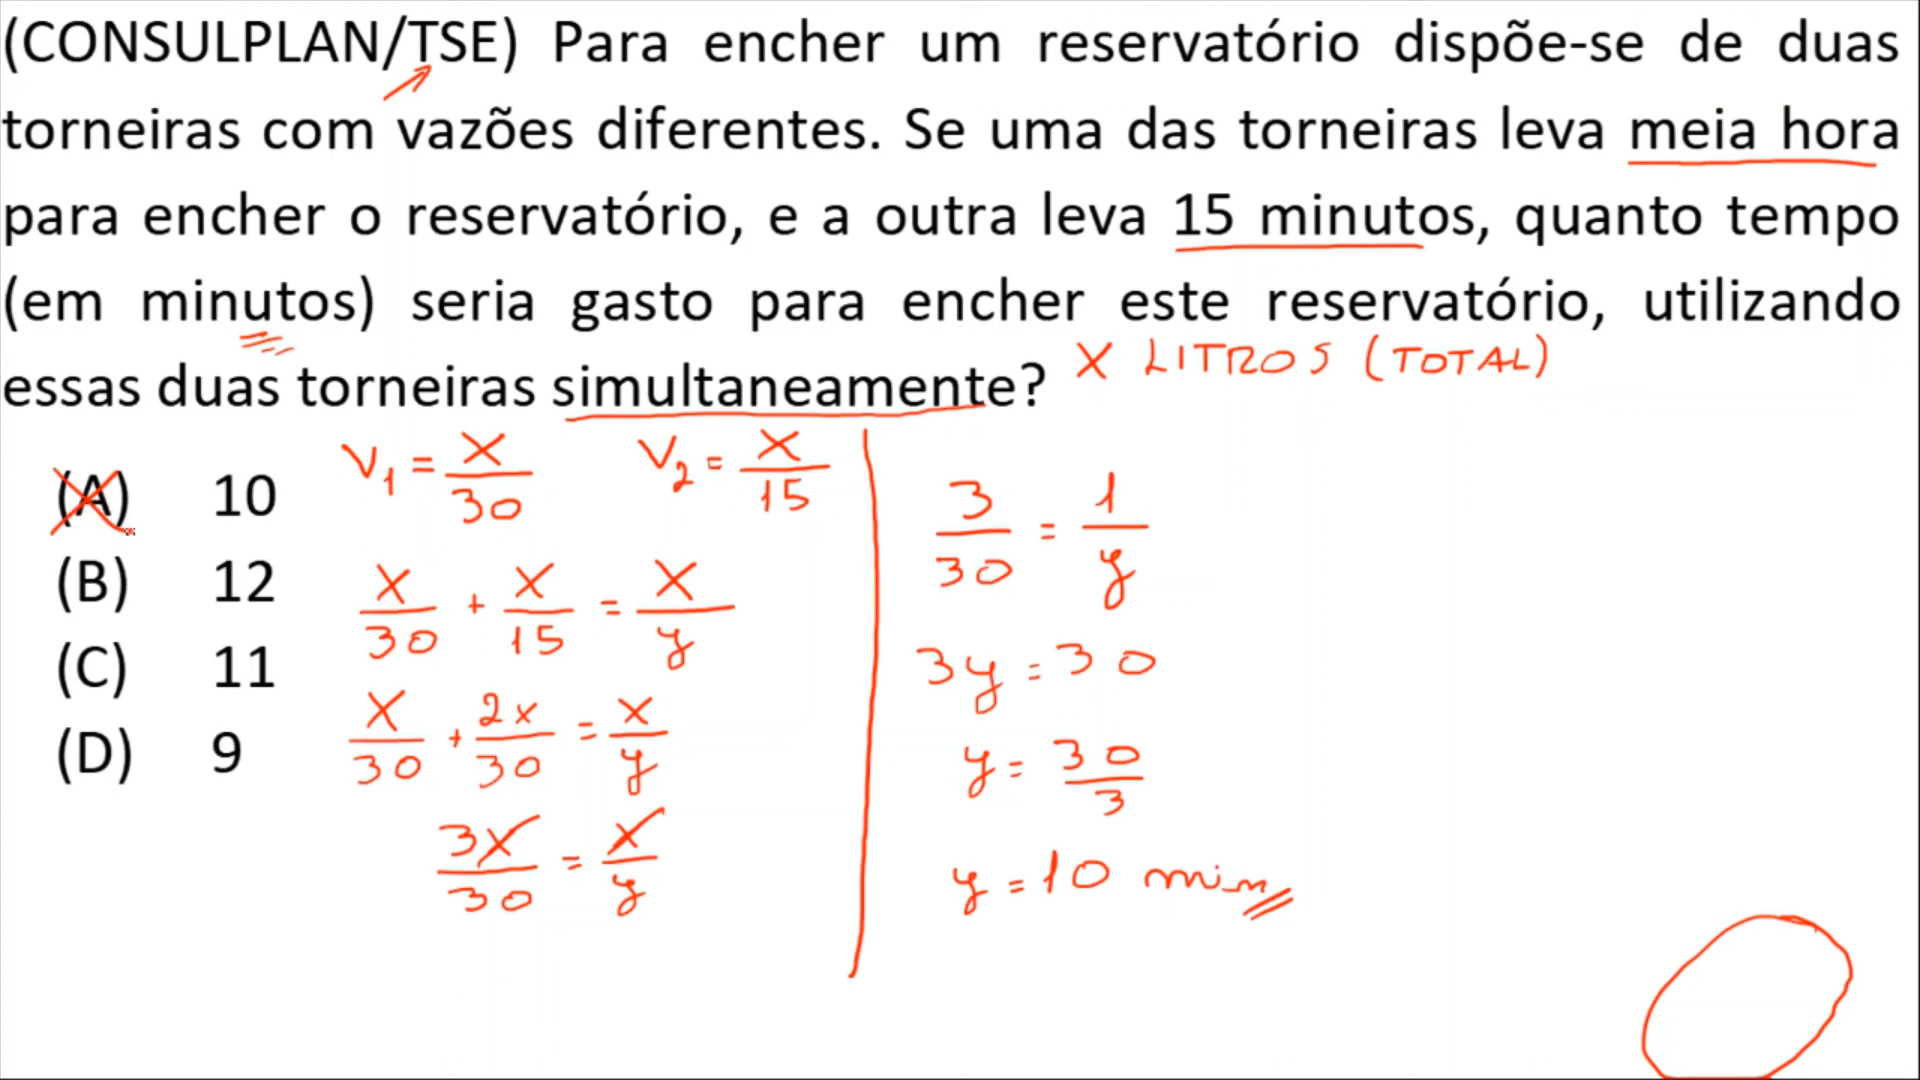 (CONSULPLAN/TSE) Para encher um reservatório dispõe-se de duas
torneiras com vazões diferentes. Se uma das torneiras leva meia hora
para encher o reservatório, e a outra leva 15 minutos, quanto tempo
(em minutos) seria gasto para encher este reservatório, utilizando
essas duas torneiras simultaneamente? X LITROS (TOTAL)
(A) 10
(B) 12
(C) 11
(D) 9
V1 = X/30 V2 = X/15
X/30 + X/15 = X/y
X/30 + 2x/30 = x/y
3x/30 = x/y
3/30 = 1/y
3y = 30
y = 30/3
y = 10 min